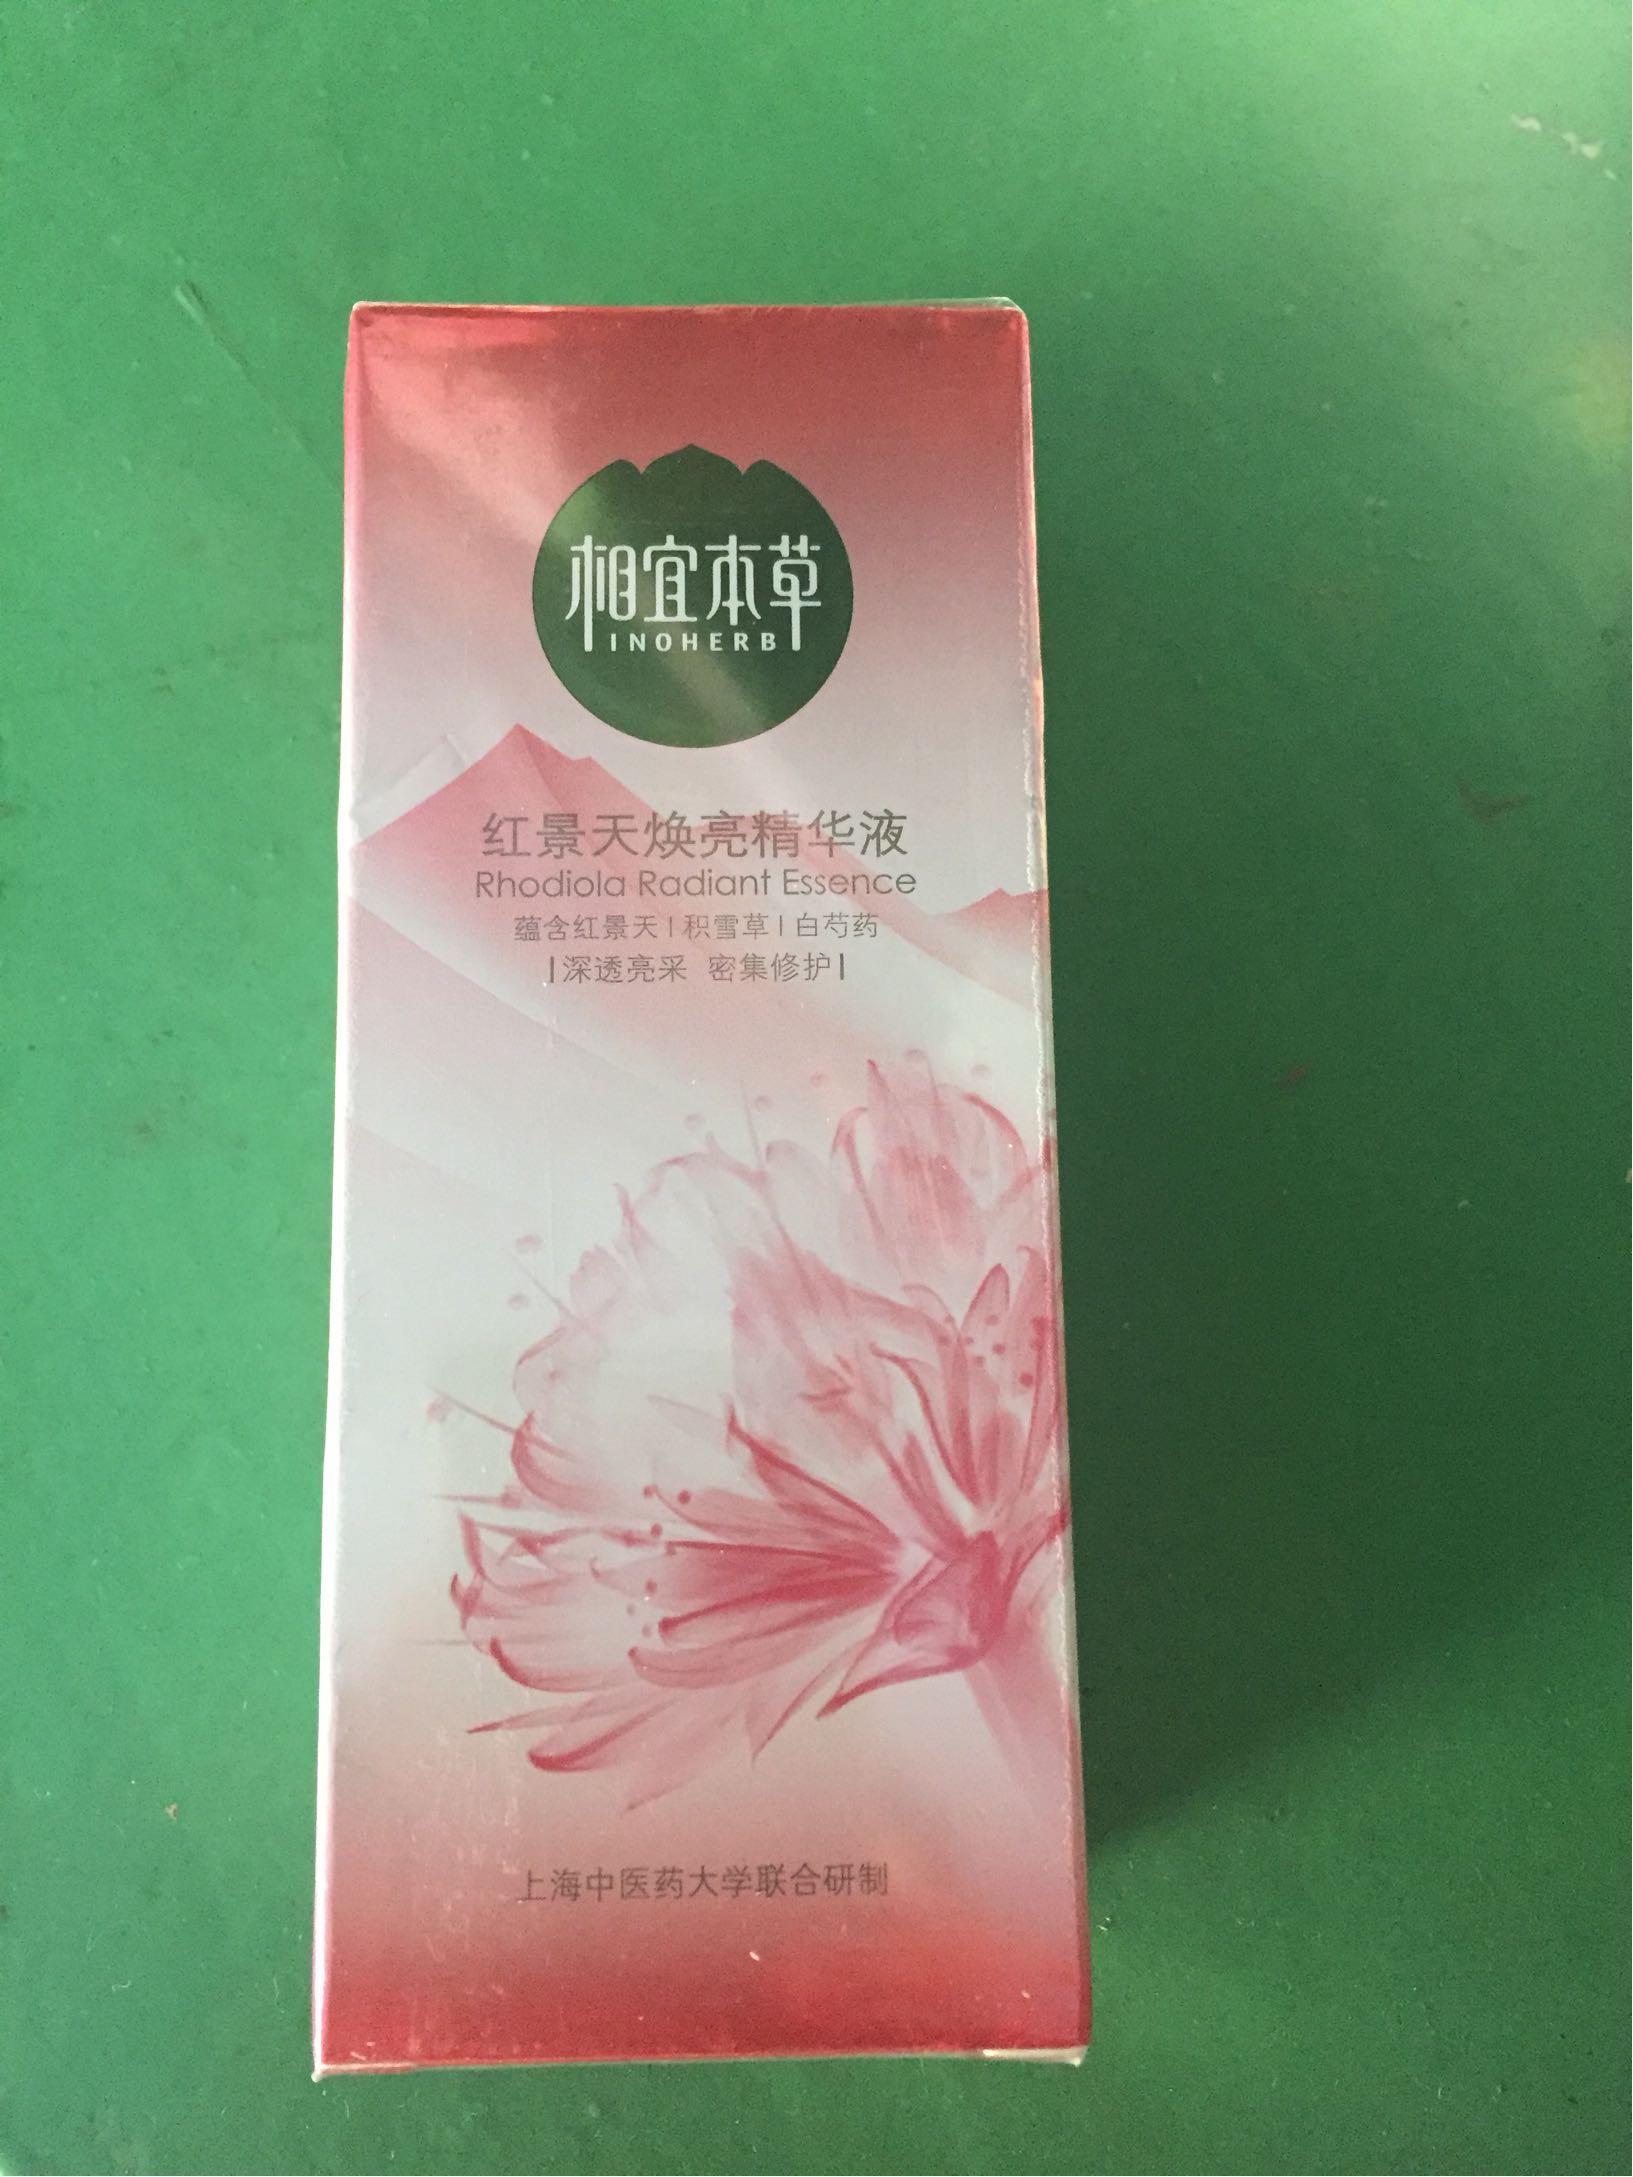 相宜本草
INOHERB
红景天焕亮精华液
Rhodiola Radiant Essence
蕴含红景天|积雪草|白芍药
|深透亮采 密集修护|
上海中医药大学联合研制